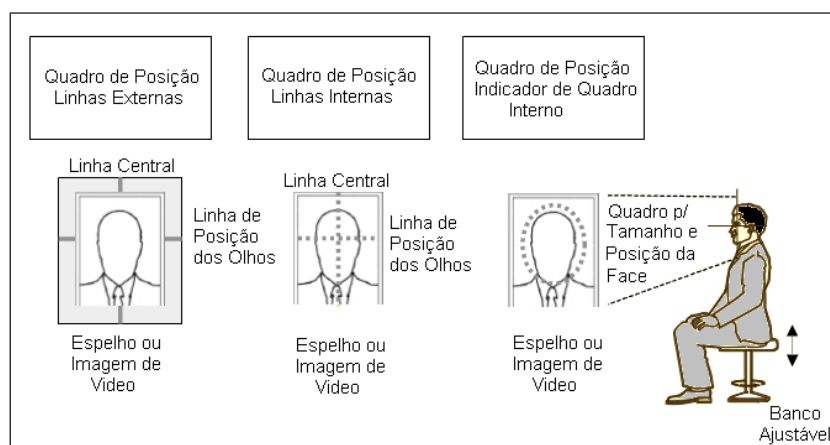 Quadro de Posição
Linhas Externas
Quadro de Posição
Linhas Internas
Quadro de Posição
Indicador de Quadro
Interno
Linha Central
Linha de
Posição
dos Olhos
Espelho ou
Imagem de
Video
Linha Central
Linha de
Posição
dos Olhos
Espelho ou
Imagem de
Video
Quadro p/
Tamanho e
Posição da
Face
Espelho ou
Imagem de
Video
Banco
Ajustável